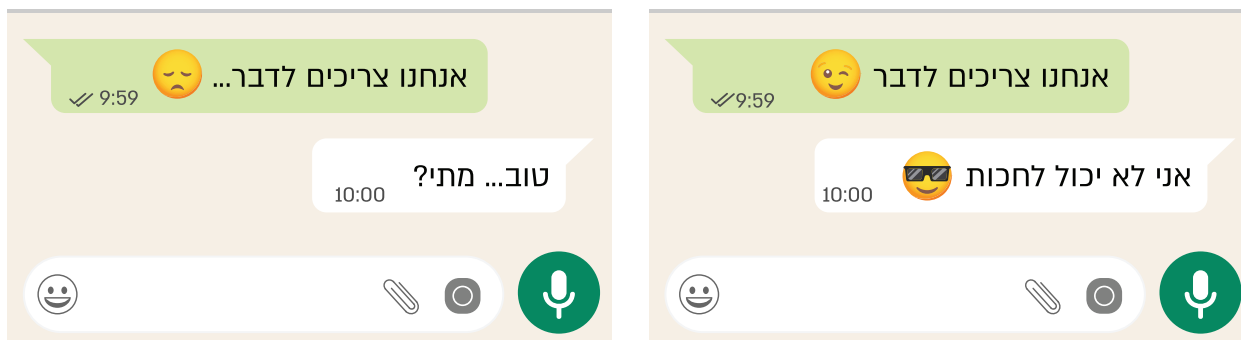 אנחנו צריכים לדבר... 😞
9:59
טוב... מתי?
10:00
אנחנו צריכים לדבר 😉
9:59
אני לא יכול לחכות 😎
10:00